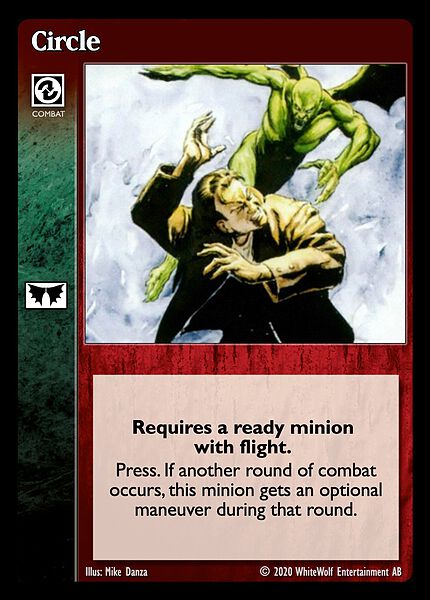 Circle
COMBAT
Requires a ready minion
with flight.
Press. If another round of combat
occurs, this minion gets an optional
maneuver during that round.
Illus: Mike Danza
© 2020 WhiteWolf Entertainment AB